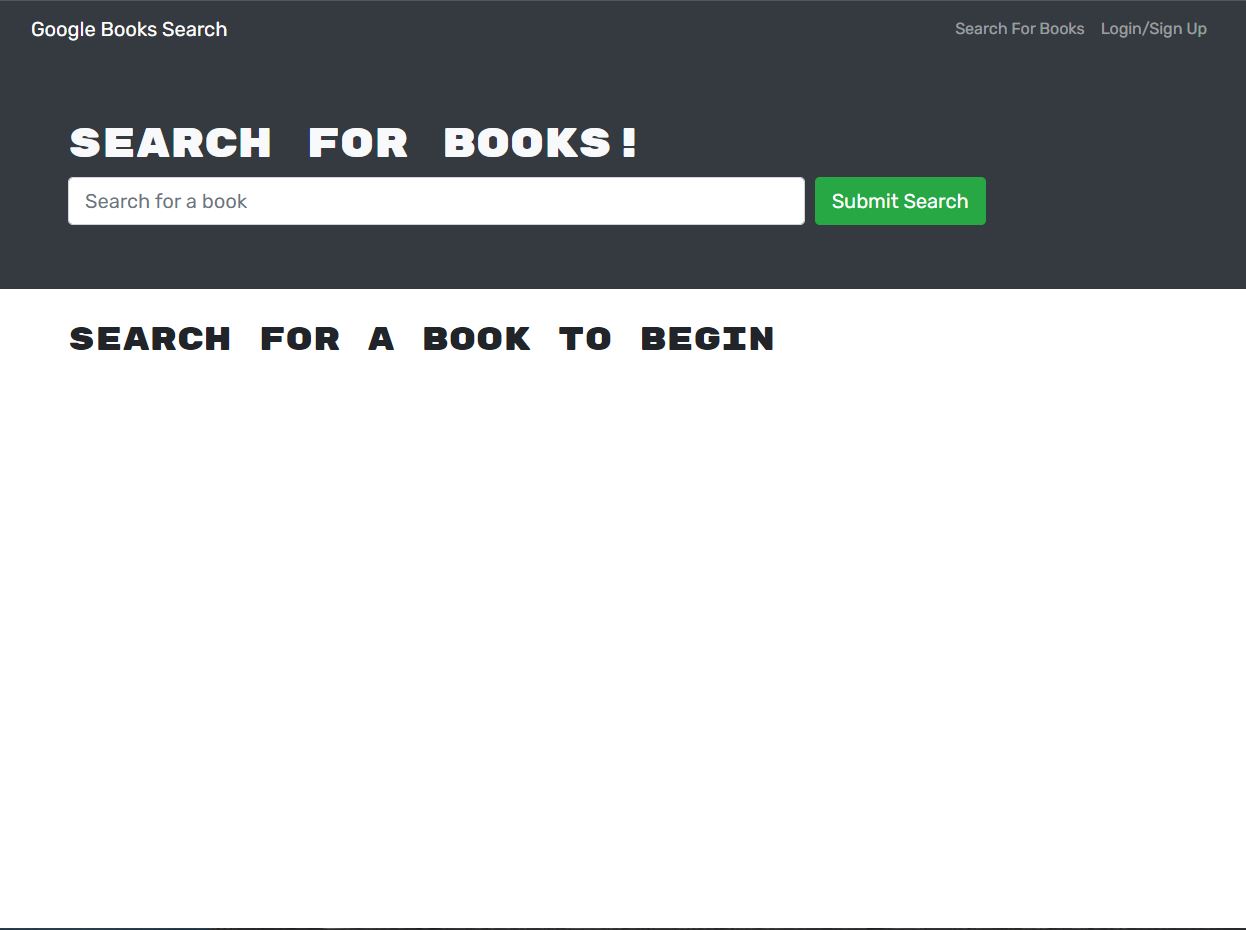 Google Books Search
Search For Books
Login/Sign Up
SEARCH FOR BOOKS!
Search for a book
Submit Search
SEARCH FOR A BOOK TO BEGIN